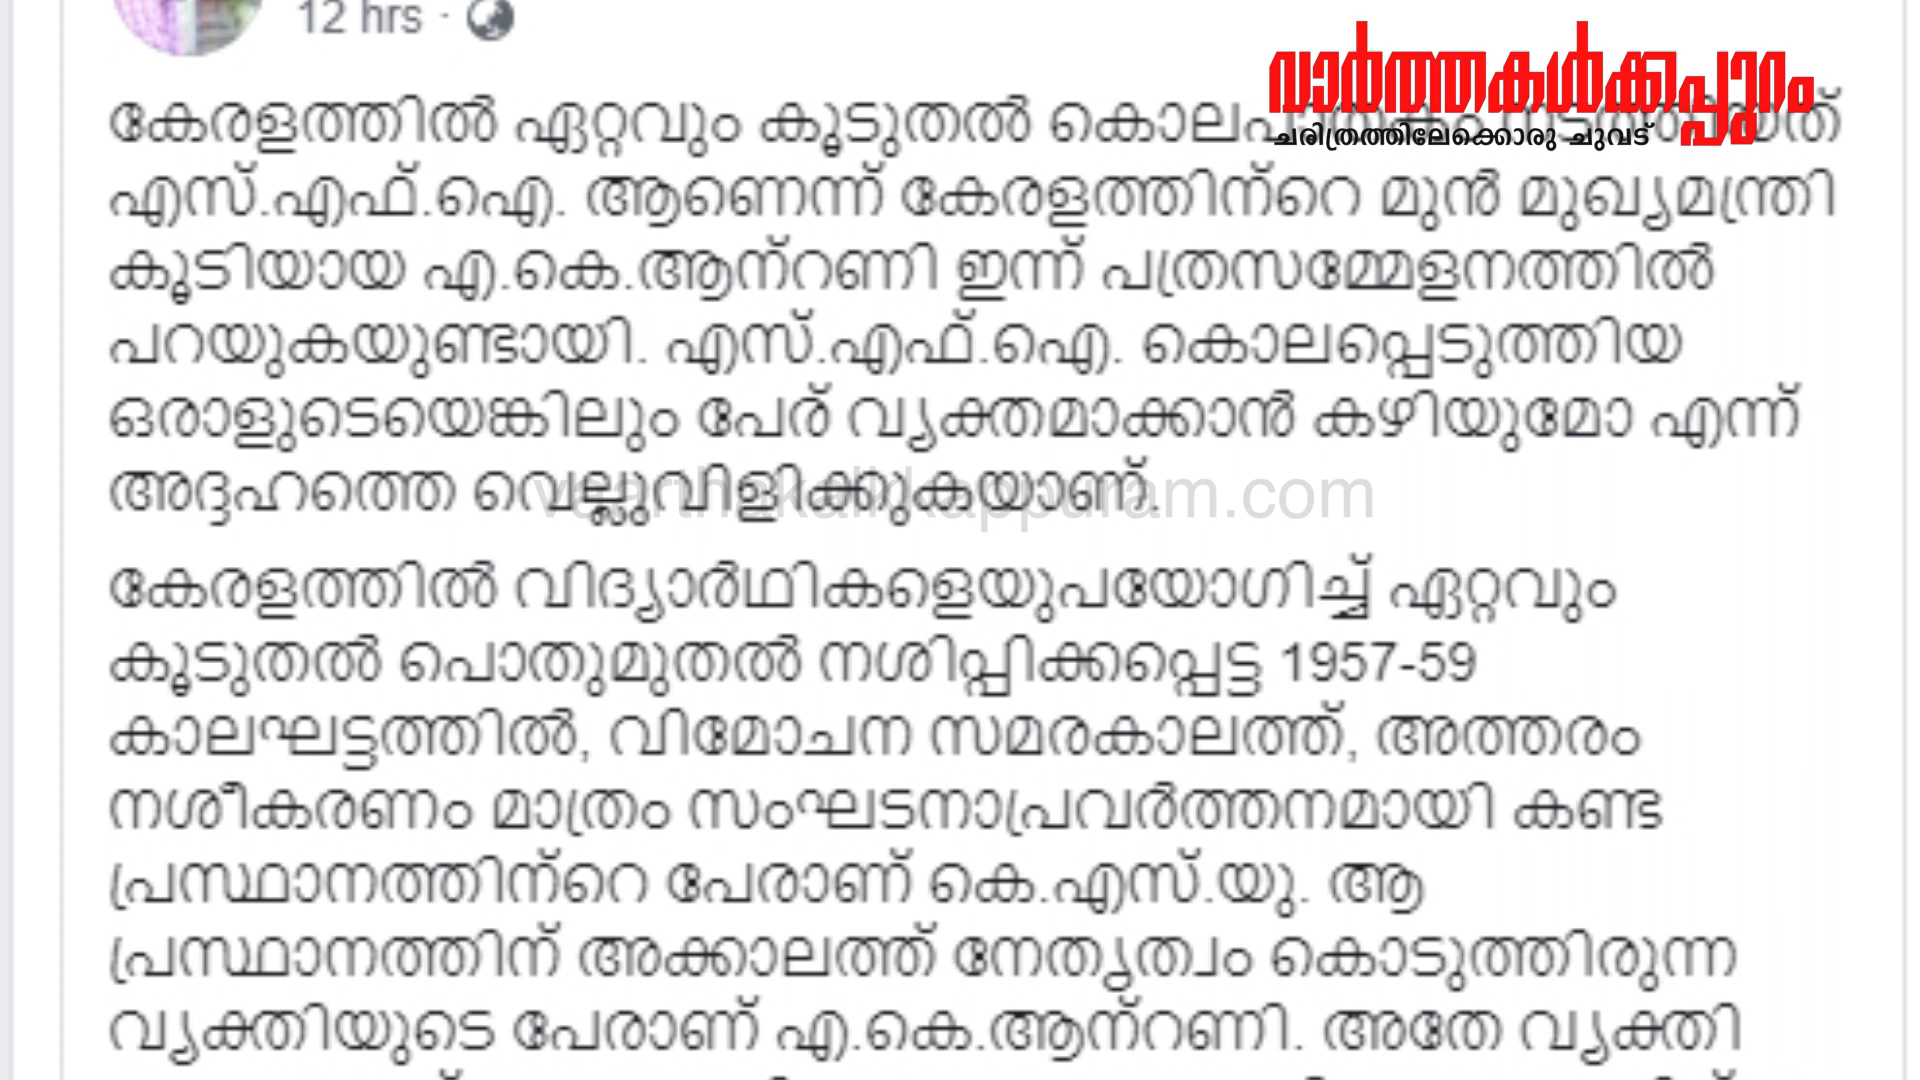 12 hrs ·
വാർത്തകൾക്കപ്പുറം
ചരിത്രത്തിലേക്കൊരു ചുവട്
കേരളത്തിൽ ഏറ്റവും കൂടുതൽ
എസ്.എഫ്.ഐ. ആണെന്ന് കേരളത്തിന്റെ മുൻ മുഖ്യമന്ത്രി
കൂടിയായ എ.കെ.ആന്റണി ഇന്ന് പത്രസമ്മേളനത്തിൽ
പറയുകയുണ്ടായി. എസ്.എഫ്.ഐ. കൊലപ്പെടുത്തിയ
ഒരാളുടെയെങ്കിലും പേര് വ്യക്തമാക്കാൻ കഴിയുമോ എന്ന്
അദ്ദഹത്തെ വെല്ലുവിളിക്കുകയാണ്.
കേരളത്തിൽ വിദ്യാർഥികളെയുപയോഗിച്ച് ഏറ്റവും
കൂടുതൽ പൊതുമുതൽ നശിപ്പിക്കപ്പെട്ട 1957-59
കാലഘട്ടത്തിൽ, വിമോചന സമരകാലത്ത്, അത്തരം
നശീകരണം മാത്രം സംഘടനാപ്രവർത്തനമായി കണ്ട
പ്രസ്ഥാനത്തിന്റെ പേരാണ് കെ.എസ്.യു. ആ
പ്രസ്ഥാനത്തിന് അക്കാലത്ത് നേതൃത്വം കൊടുത്തിരുന്ന
വ്യക്തിയുടെ പേരാണ് എ.കെ.ആന്റണി. അതേ വ്യക്തി